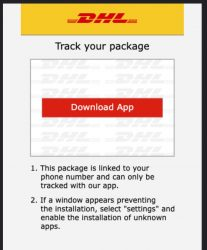 DHL
Track your package
Download App
1. This package is linked to your
phone number and can only be
tracked with our app.
2. If a window appears preventing
the installation, select "settings" and
enable the installation of unknown
apps.